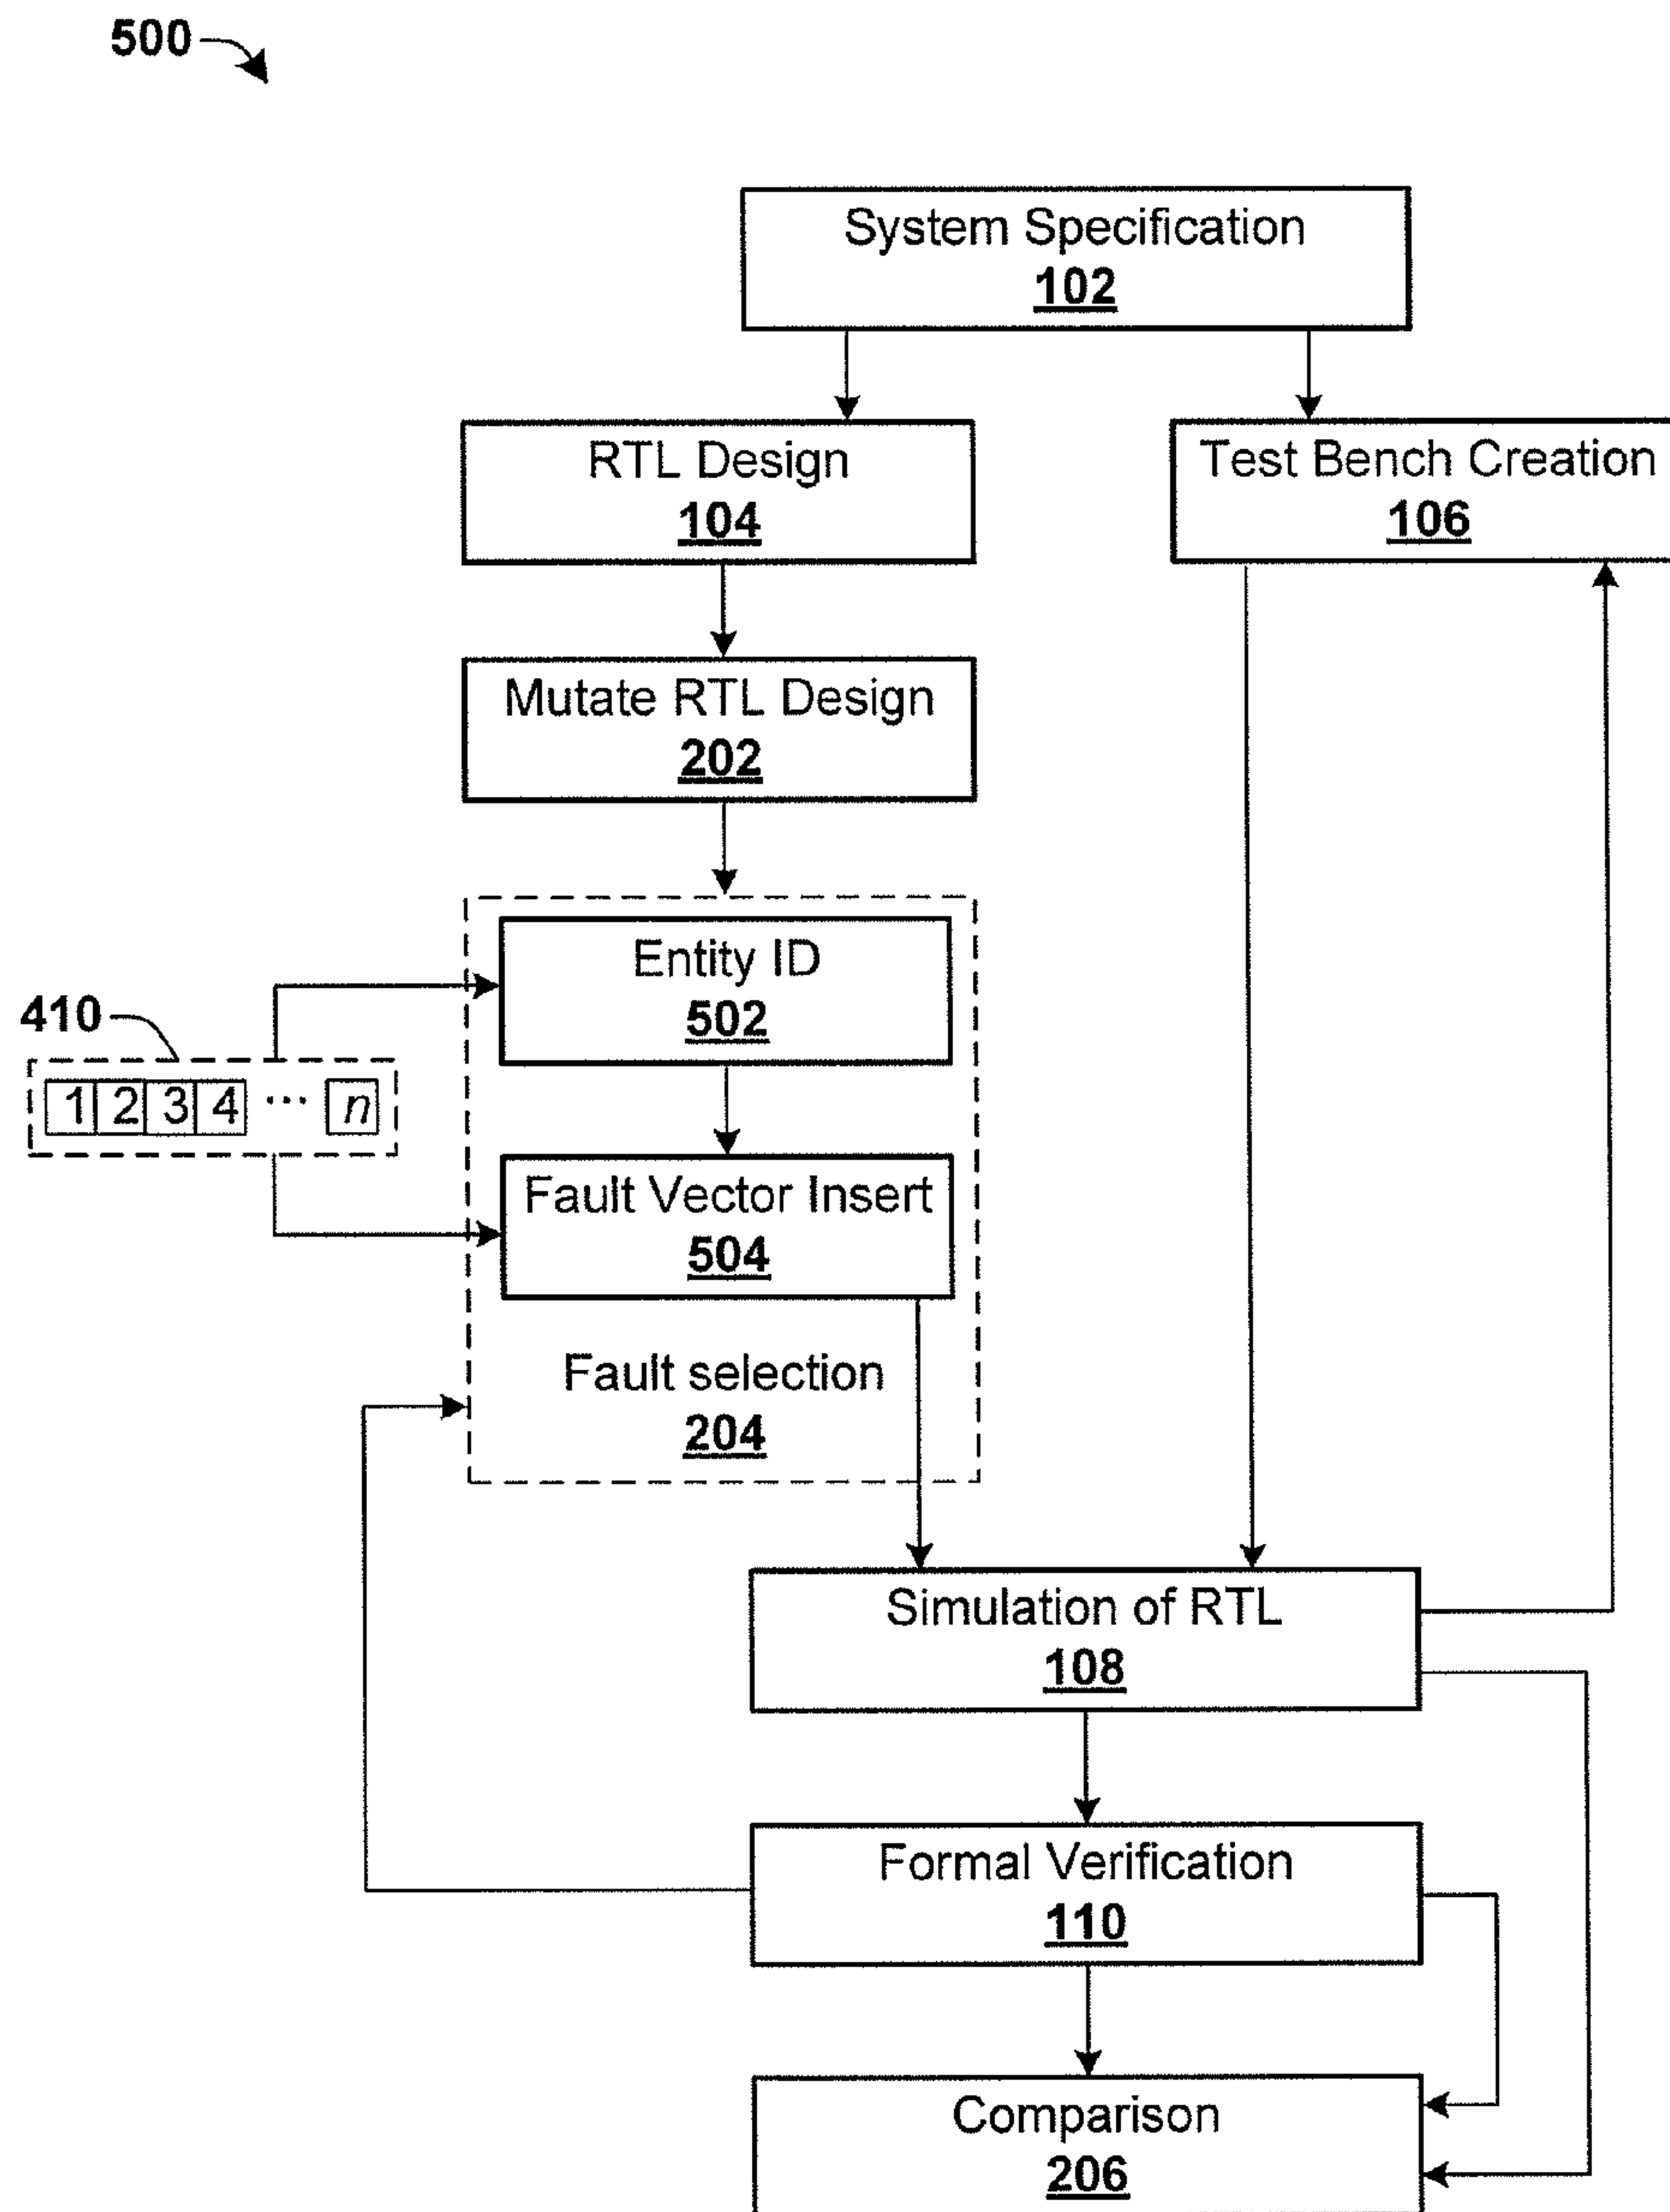 500
System Specification
102
RTL Design
104
Test Bench Creation
106
Mutate RTL Design
202
Entity ID
502
410
1 2 3 4 ... n
Fault Vector Insert
504
Fault selection
204
Simulation of RTL
108
Formal Verification
110
Comparison
206